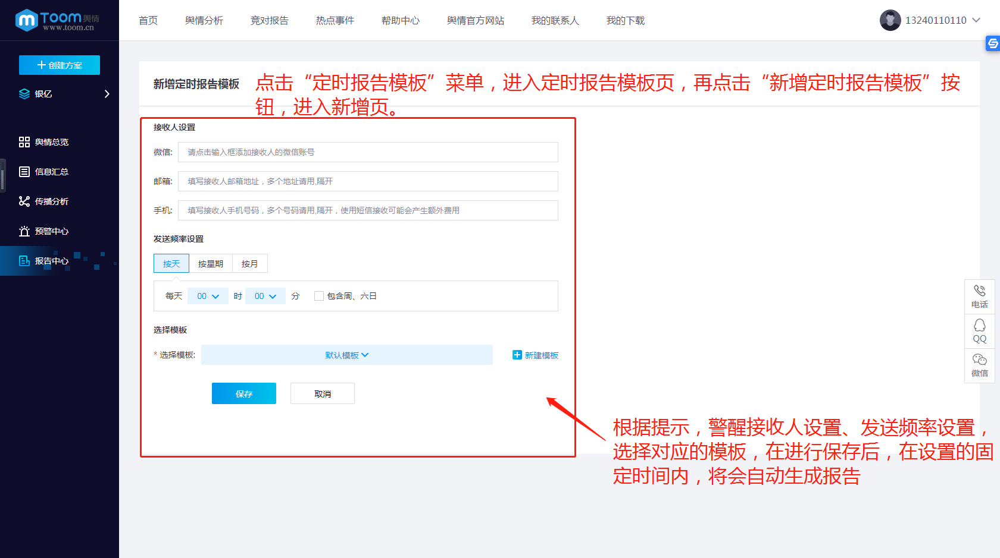 Toom舆情
www.toom.cn
首页 舆情分析 竞对报告 热点事件 帮助中心 舆情官方网站 我的联系人 我的下载
13240110110
创建方案
银亿
舆情总览
信息汇总
传播分析
预警中心
报告中心
新增定时报告模板
点击“定时报告模板”菜单，进入定时报告模板页，再点击“新增定时报告模板”按
钮，进入新增页。
接收人设置
微信: 请点击输入框添加接收人的微信账号
邮箱: 填写接收人邮箱地址，多个地址请用,隔开
手机: 填写接收人手机号码，多个号码请用,隔开，使用短信接收可能会产生额外费用
发送频率设置
按天 按星期 按月
每天 00 时 00 分 包含周、六日
选择模板
* 选择模板: 默认模板 新建模板
保存 取消
根据提示，警醒接收人设置、发送频率设置，
选择对应的模板，在进行保存后，在设置的固
定时间内，将会自动生成报告
电话
QQ
微信